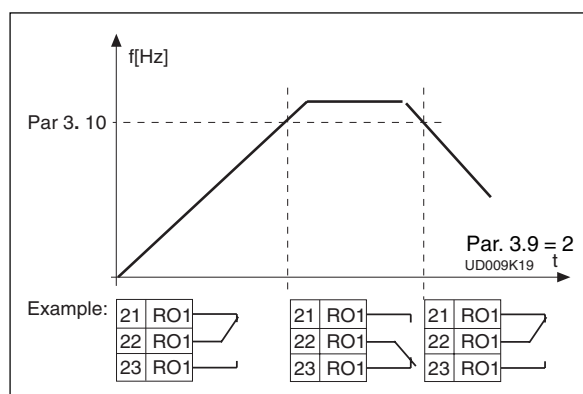 f[Hz]
Par 3. 10
Par. 3.9 = 2
UD009K19 t
Example:
21 RO1
22 RO1
23 RO1
21 RO1
22 RO1
23 RO1
21 RO1
22 RO1
23 RO1